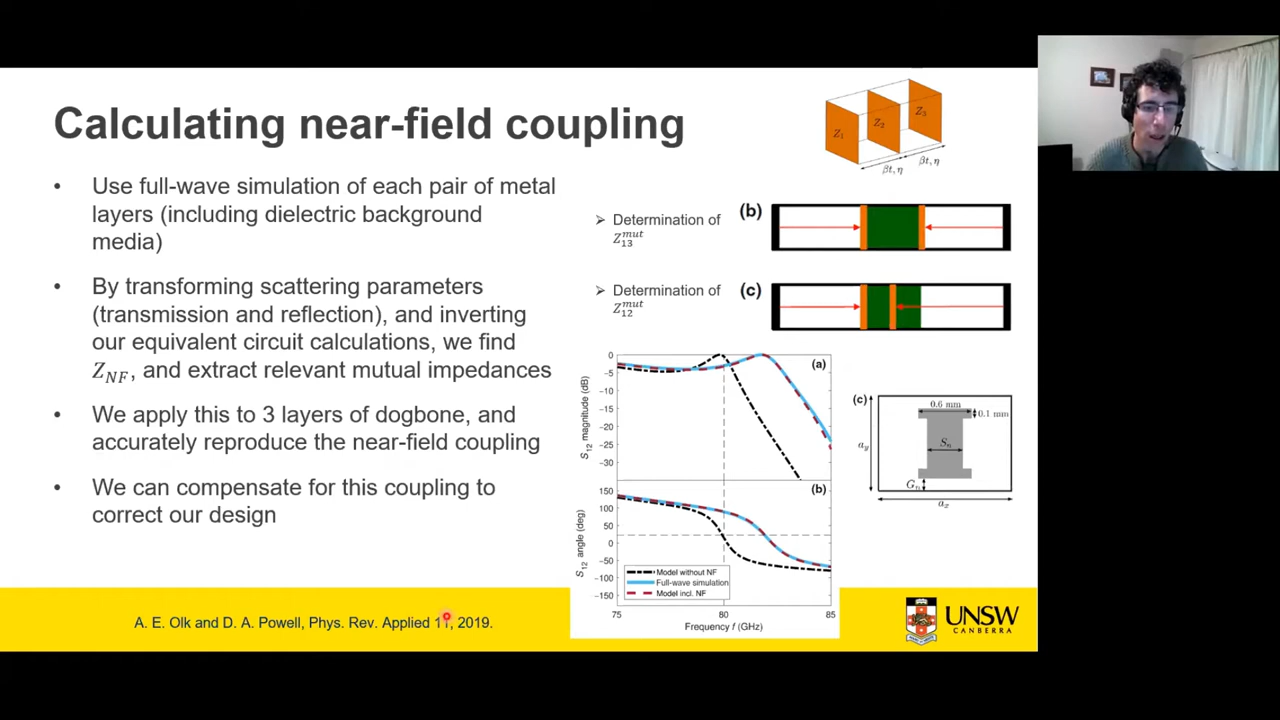 Calculating near-field coupling
• Use full-wave simulation of each pair of metal
layers (including dielectric background
media)
• By transforming scattering parameters
(transmission and reflection), and inverting
our equivalent circuit calculations, we find
Z_NF, and extract relevant mutual impedances
• We apply this to 3 layers of dogbone, and
accurately reproduce the near-field coupling
• We can compensate for this coupling to
correct our design
Z₁
Z₂
Z₃
βt, η
βt, η
➢ Determination of
Z₁₃^mut
(b)
➢ Determination of
Z₁₂^mut
(c)
(a)
S₁₂ magnitude (dB)
0
−5
−10
−15
−20
−25
−30
(b)
S₁₂ angle (deg)
150
100
50
0
−50
−100
−150
Model without NF
Full-wave simulation
Model incl. NF
75
80
85
Frequency f (GHz)
(c)
0.6 mm
0.1 mm
a_y
S_n
G_n
a_x
A. E. Olk and D. A. Powell, Phys. Rev. Applied 11, 2019.
UNSW
CANBERRA